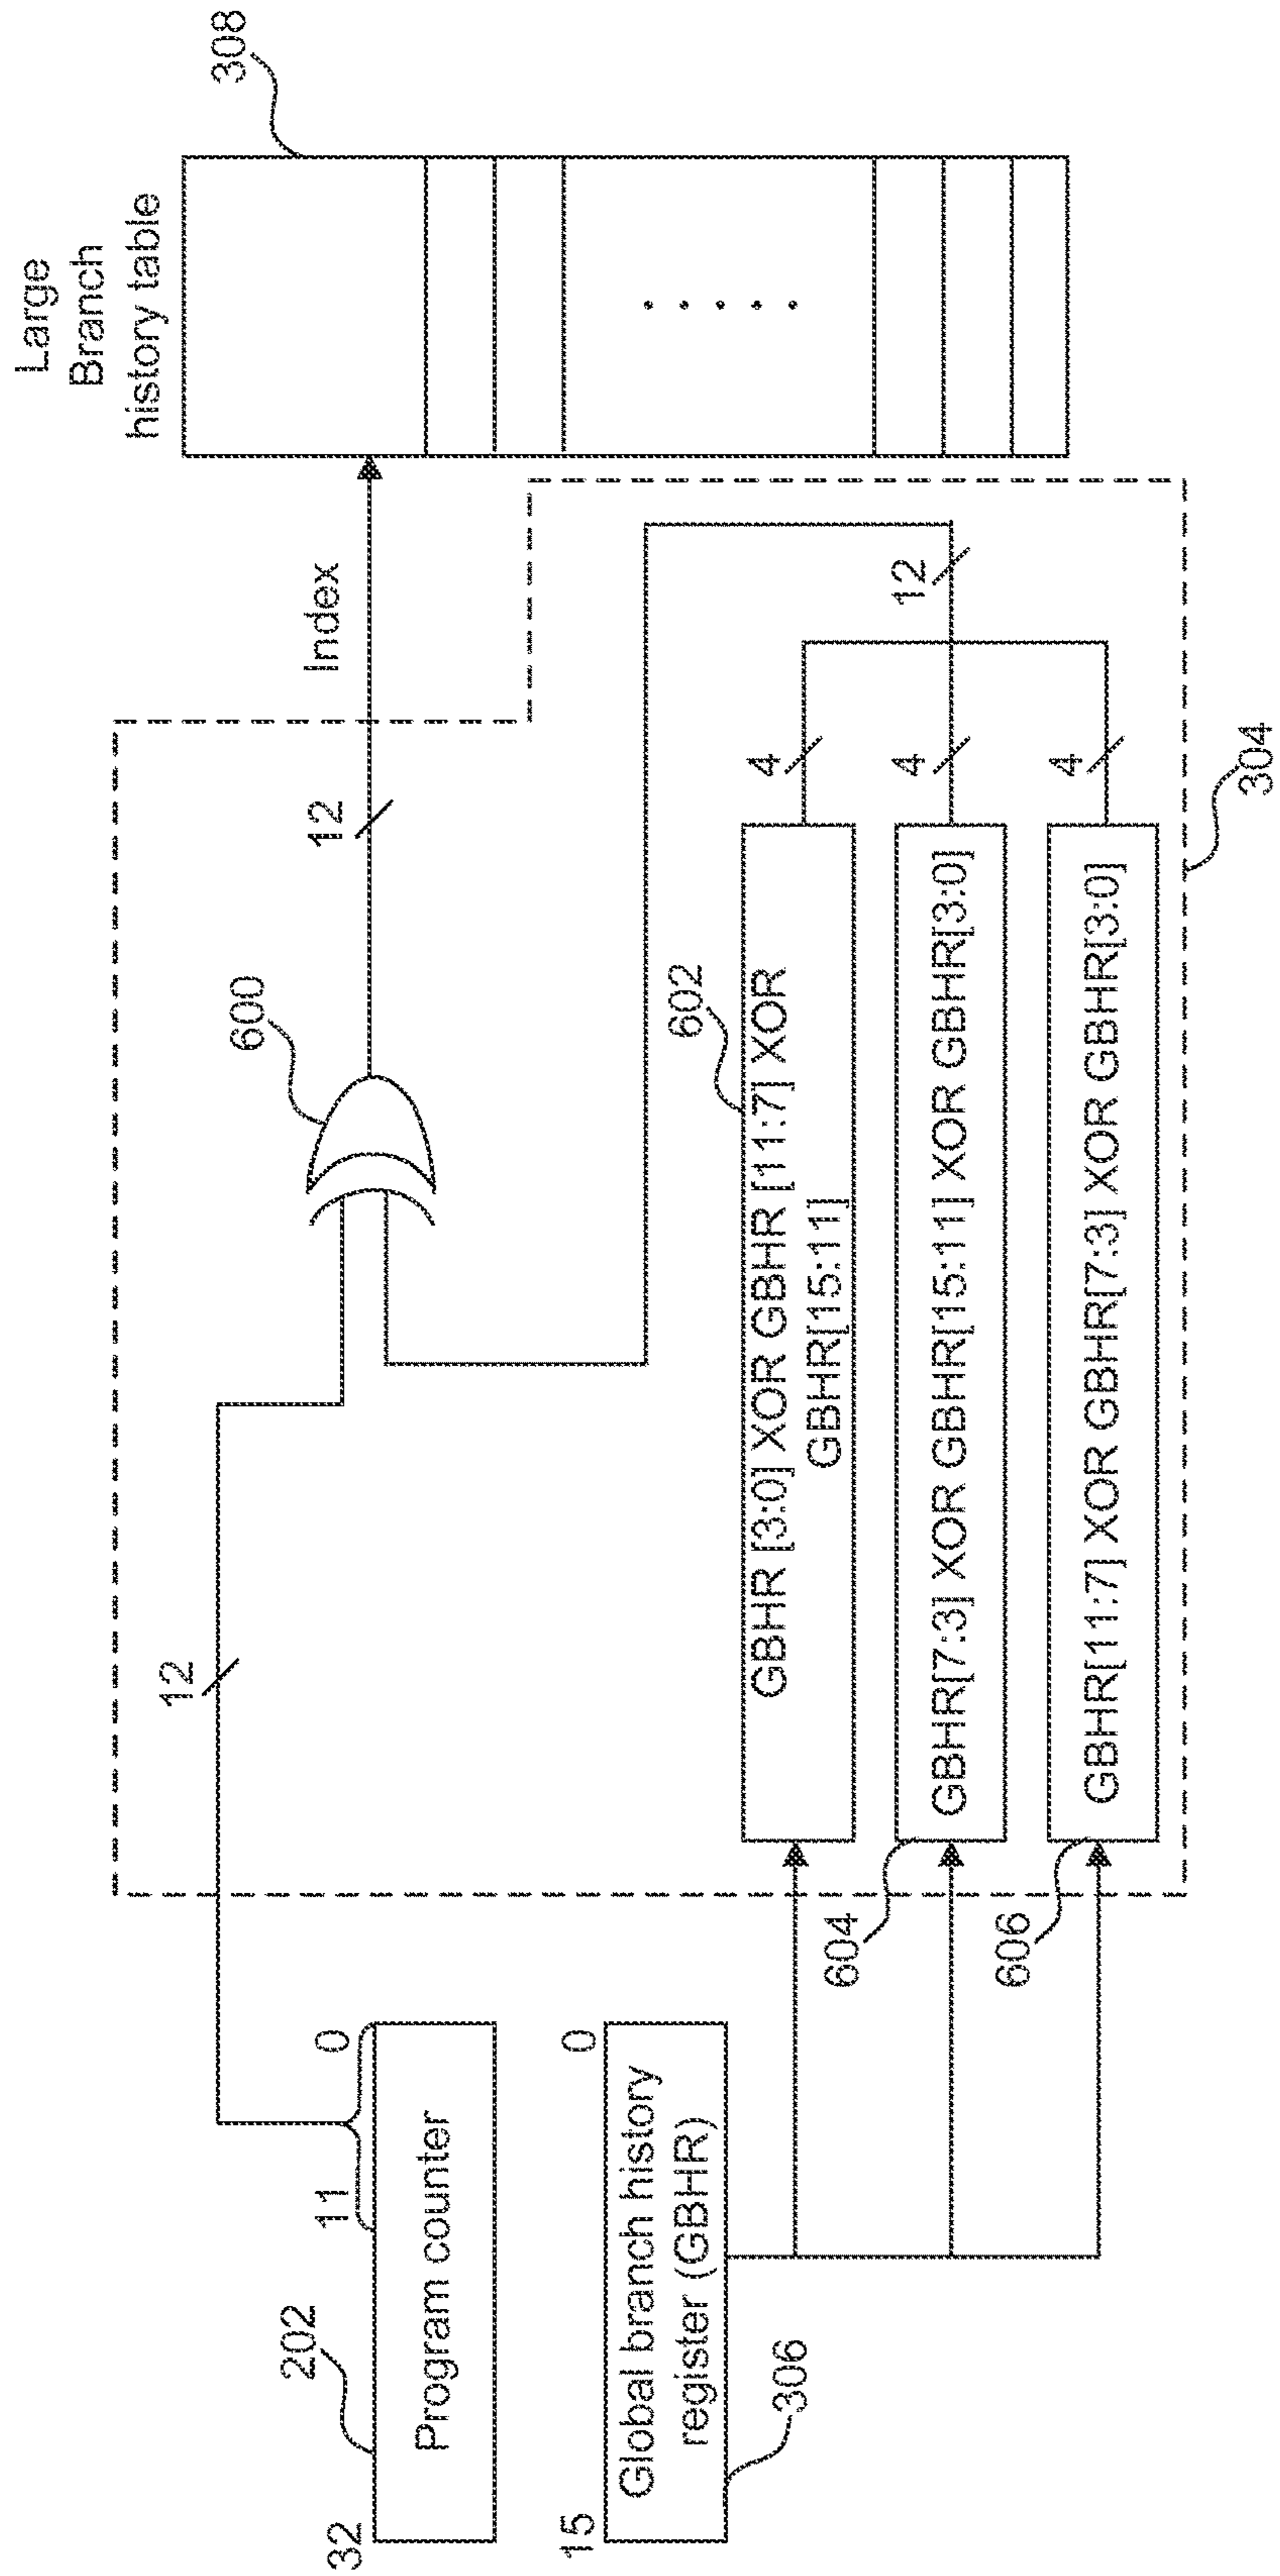 Large
Branch
history table
308
Index
12
600
12
202
32
11
0
Program counter
15
0
Global branch history
register (GBHR)
306
602
GBHR [3:0] XOR GBHR [11:7] XOR
GBHR[15:11]
4
12
604
GBHR[7:3] XOR GBHR[15:11] XOR GBHR[3:0]
4
606
GBHR[11:7] XOR GBHR[7:3] XOR GBHR[3:0]
4
304